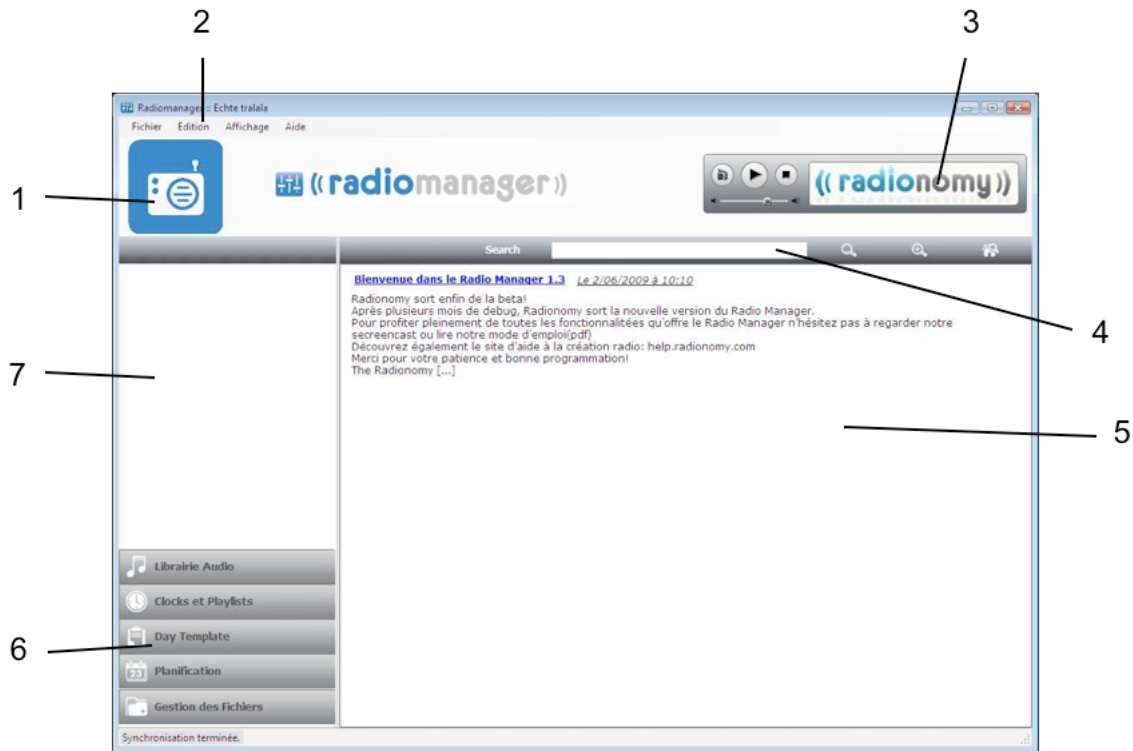 2
3
Radiomanager :: Echte tralala
Fichier Edition Affichage Aide
1
((radiomanager))
((radionomy))
Search
Bienvenue dans le Radio Manager 1.3 Le 2/06/2009 à 10:10
Radionomy sort enfin de la beta!
Après plusieurs mois de debug, Radionomy sort la nouvelle version du Radio Manager.
Pour profiter pleinement de toutes les fonctionnalitées qu'offre le Radio Manager n'hésitez pas à regarder notre
secreencast ou lire notre mode d'emploi(pdf)
Découvrez également le site d'aide à la création radio: help.radionomy.com
Merci pour votre patience et bonne programmation!
The Radionomy [...]
4
7
5
Librairie Audio
Clocks et Playlists
Day Template
6
23
Planification
Gestion des Fichiers
Synchronisation terminée.